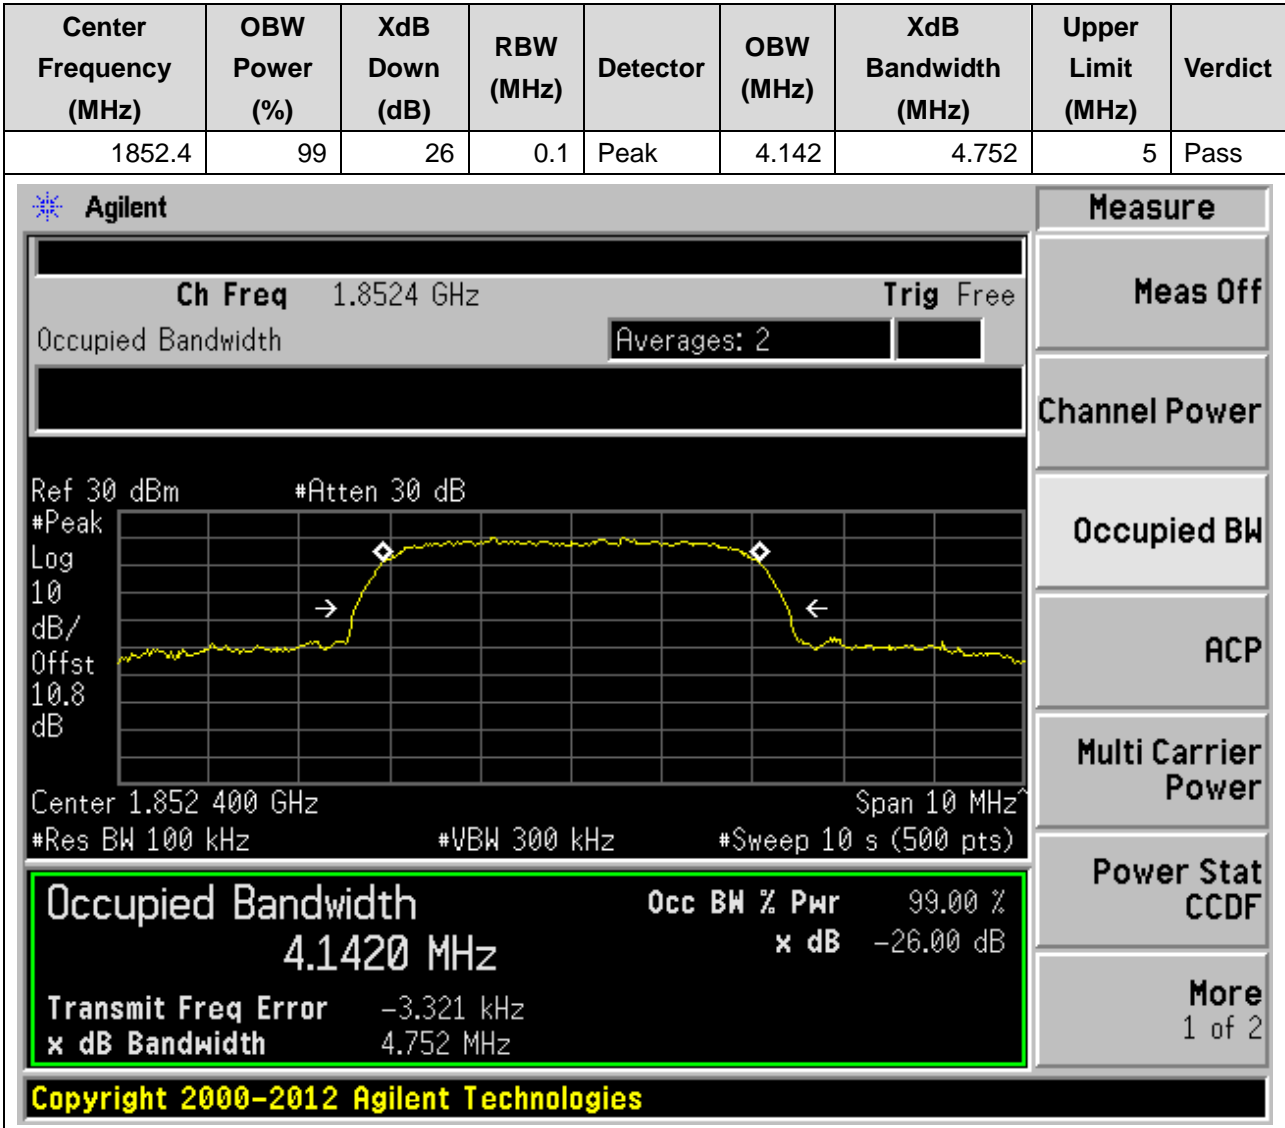 Center Frequency (MHz) OBW Power (%) XdB Down (dB) RBW (MHz) Detector OBW (MHz) XdB Bandwidth (MHz) Upper Limit (MHz) Verdict
1852.4 99 26 0.1 Peak 4.142 4.752 5 Pass
Agilent
Measure
Ch Freq 1.8524 GHz Trig Free
Occupied Bandwidth Averages: 2
Meas Off
Channel Power
Occupied BW
ACP
Multi Carrier
Power
Power Stat
CCDF
More
1 of 2
Ref 30 dBm #Atten 30 dB
#Peak
Log
10
dB/
Offst
10.8
dB
Center 1.852 400 GHz Span 10 MHz^
#Res BW 100 kHz #VBW 300 kHz #Sweep 10 s (500 pts)
Occupied Bandwidth
4.1420 MHz
Occ BW % Pwr 99.00 %
x dB -26.00 dB
Transmit Freq Error -3.321 kHz
x dB Bandwidth 4.752 MHz
Copyright 2000-2012 Agilent Technologies